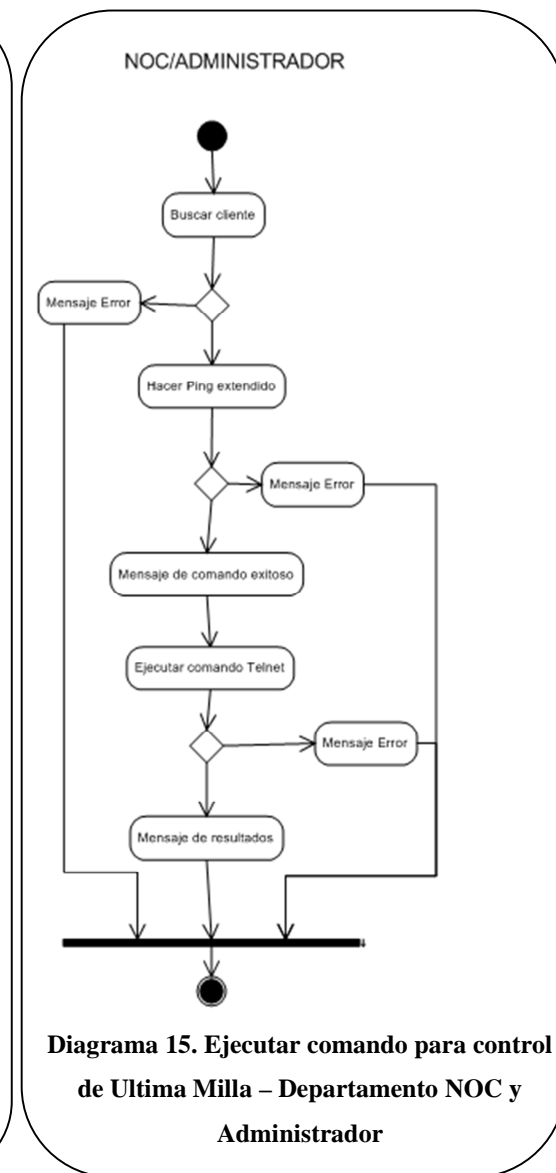 NOC/ADMINISTRADOR
Buscar cliente
Mensaje Error
Hacer Ping extendido
Mensaje Error
Mensaje de comando exitoso
Ejecutar comando Telnet
Mensaje Error
Mensaje de resultados
Diagrama 15. Ejecutar comando para control
de Ultima Milla – Departamento NOC y
Administrador